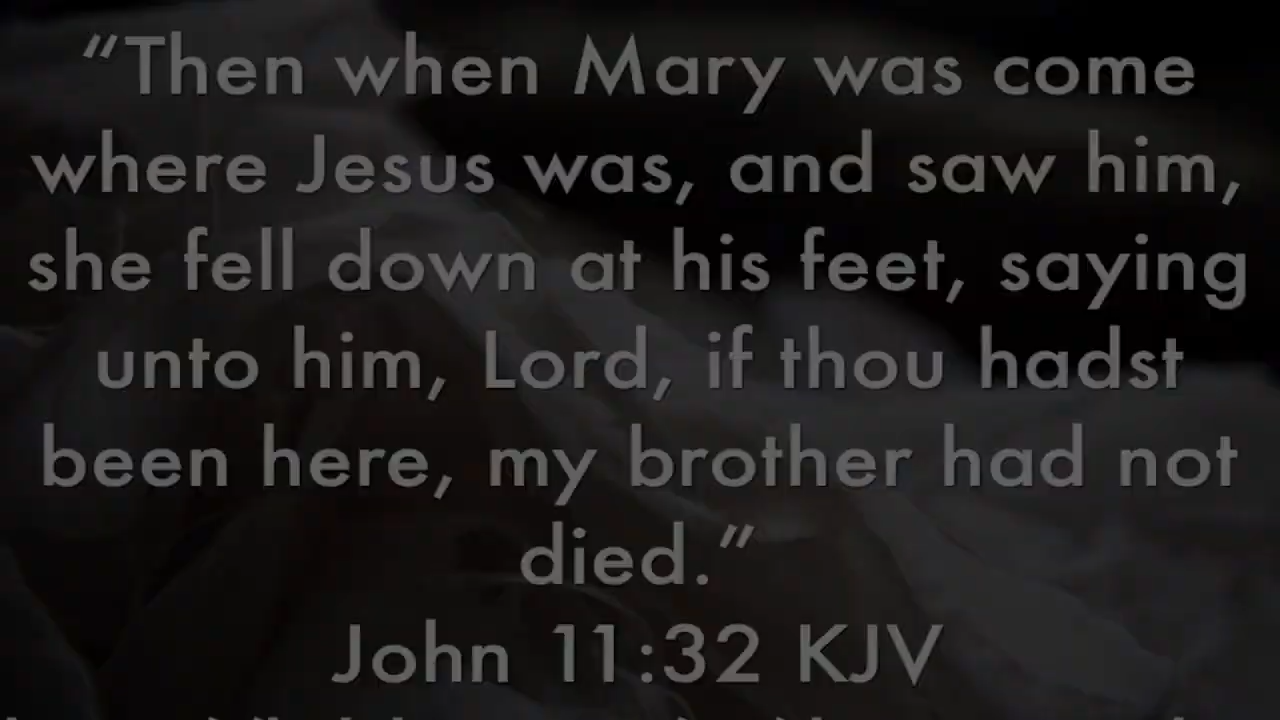 “Then when Mary was come
where Jesus was, and saw him,
she fell down at his feet, saying
unto him, Lord, if thou hadst
been here, my brother had not
died.”
John 11:32 KJV